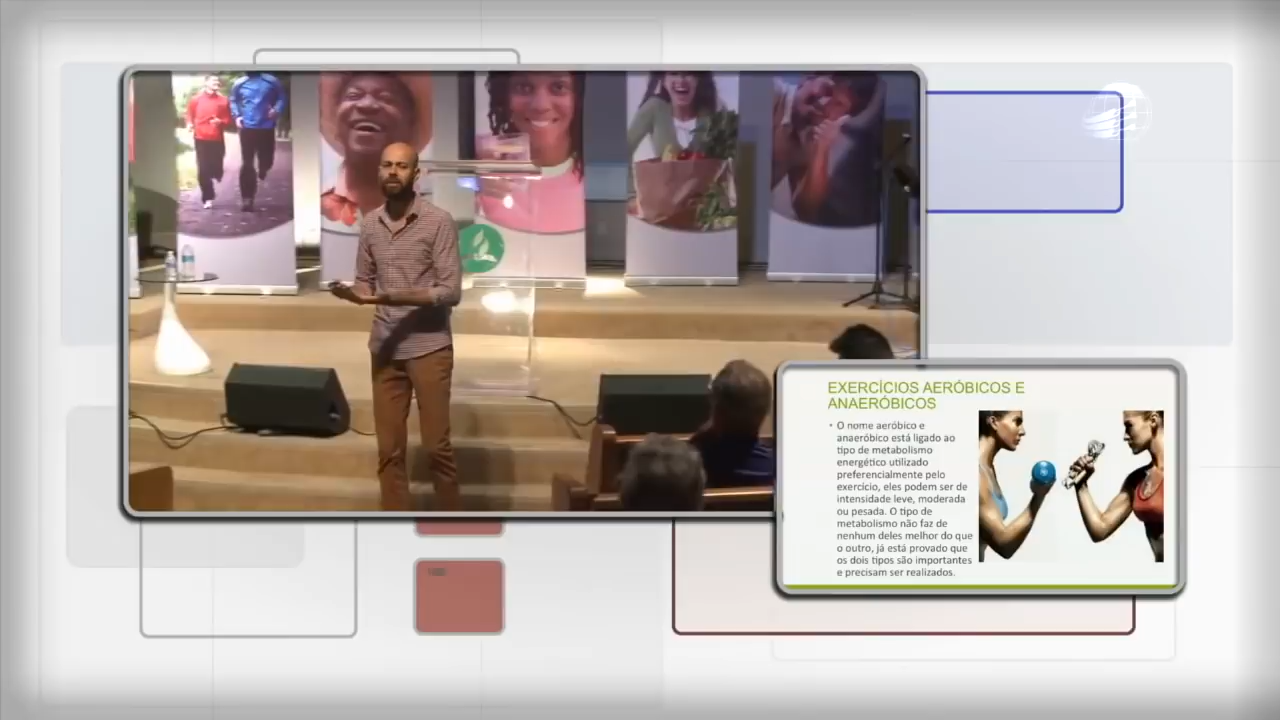 EXERCÍCIOS AERÓBICOS E
ANAERÓBICOS
• O nome aeróbico e
anaeróbico está ligado ao
tipo de metabolismo
energético utilizado
preferencialmente pelo
exercício, eles podem ser de
intensidade leve, moderada
ou pesada. O tipo de
metabolismo não faz de
nenhum deles melhor do que
o outro, já está provado que
os dois tipos são importantes
e precisam ser realizados.